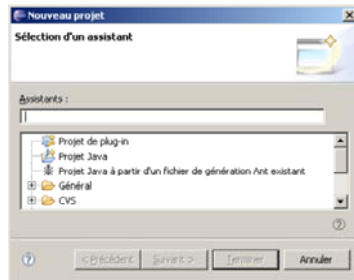 Nouveau projet
Sélection d'un assistant
Assistants :
Projet de plug-in
Projet Java
Projet Java à partir d'un fichier de génération Ant existant
Général
CVS
< Précédent Suivant > Terminer Annuler